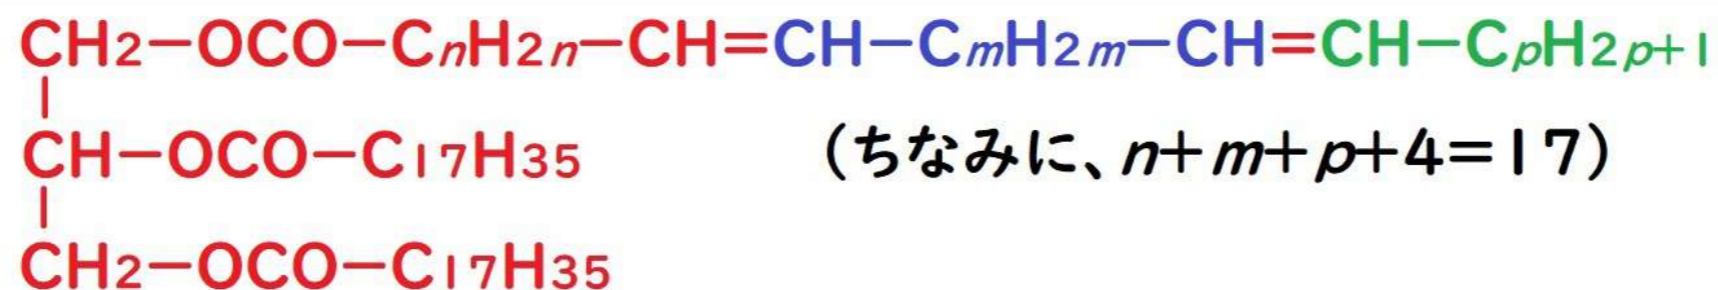 CH2-OCO-CnH2n-CH=CH-CmH2m-CH=CH-CpH2p+1
CH-OCO-C17H35 (ちなみに、n+m+p+4=17)
CH2-OCO-C17H35